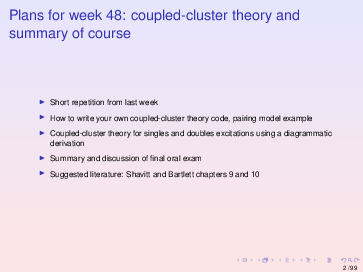 Plans for week 48: coupled-cluster theory and
summary of course
Short repetition from last week
How to write your own coupled-cluster theory code, pairing model example
Coupled-cluster theory for singles and doubles excitations using a diagrammatic
derivation
Summary and discussion of final oral exam
Suggested literature: Shavitt and Bartlett chapters 9 and 10
2 / 99